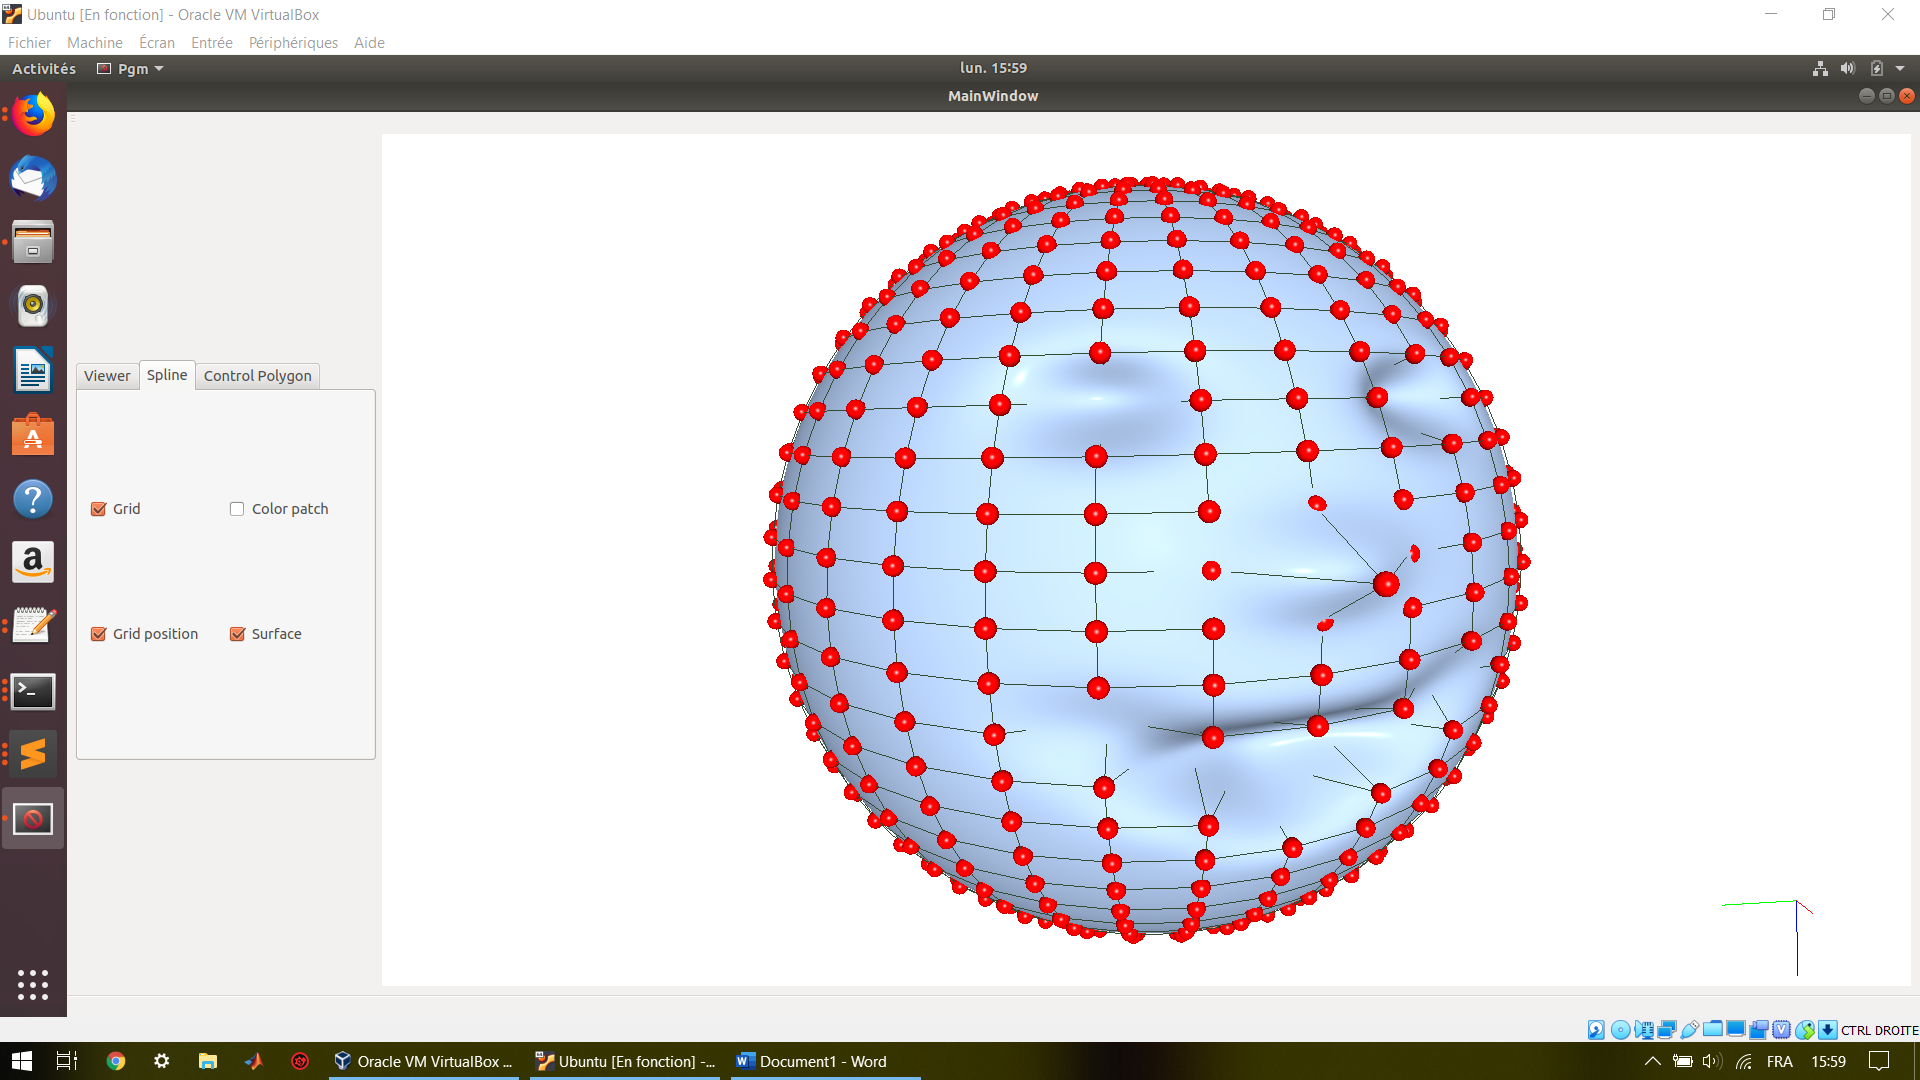 Ubuntu [En fonction] - Oracle VM VirtualBox
Fichier Machine Écran Entrée Périphériques Aide
Activités Pgm lun. 15:59
MainWindow
Viewer Spline Control Polygon
Grid Color patch
Grid position Surface
CTRL DROITE
Oracle VM VirtualBox ... Ubuntu [En fonction] -... Document1 - Word FRA 15:59